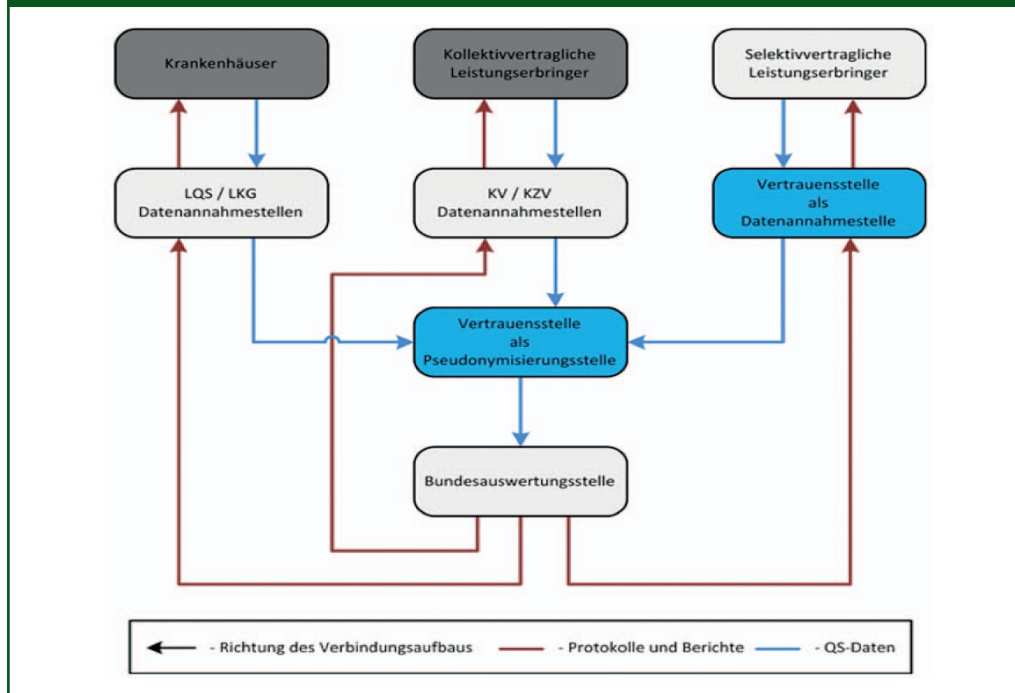 Krankenhäuser
Kollektivvertragliche
Leistungserbringer
Selektivvertragliche
Leistungserbringer
LQS / LKG
Datenannahmestellen
KV / KZV
Datenannahmestellen
Vertrauensstelle
als
Datenannahmestelle
Vertrauensstelle
als
Pseudonymisierungsstelle
Bundesauswertungsstelle
- Richtung des Verbindungsaufbaus - Protokolle und Berichte - QS-Daten